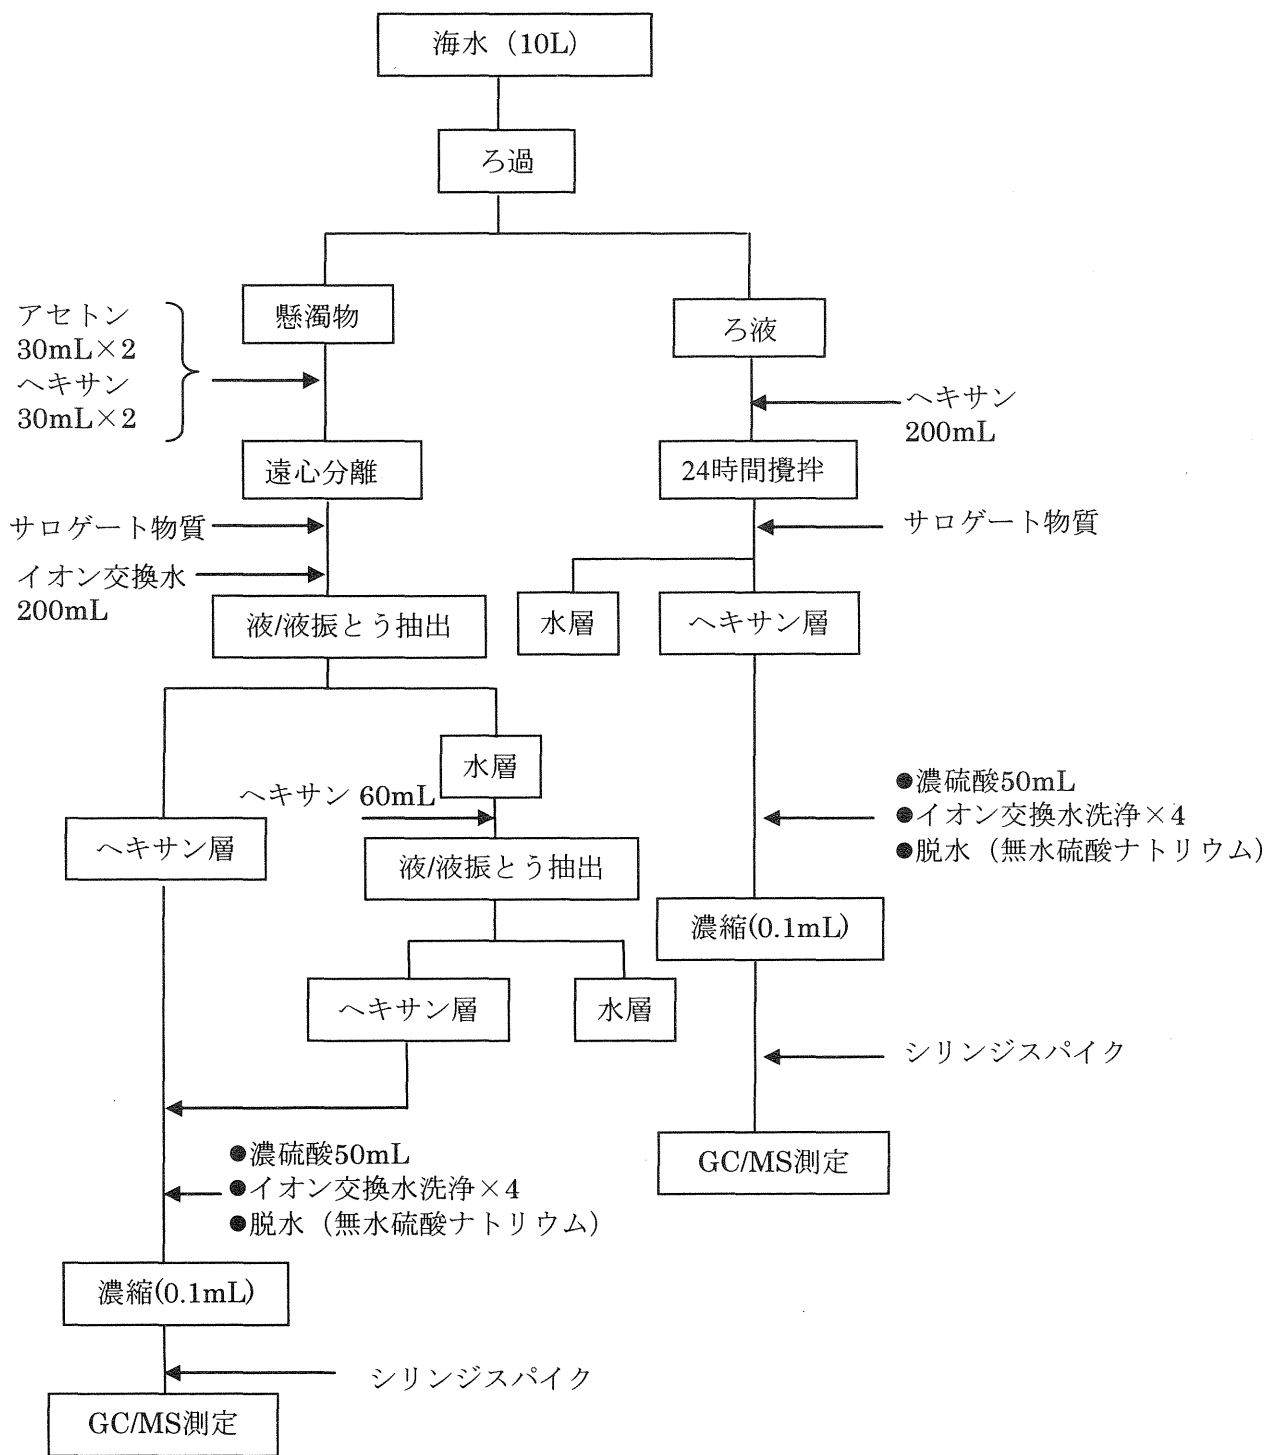 海水（10L）
ろ過
懸濁物
ろ液
アセトン
30mL×2
ヘキサン
30mL×2
ヘキサン
200mL
遠心分離
24時間攪拌
サロゲート物質
サロゲート物質
イオン交換水
200mL
液/液振とう抽出
水層
ヘキサン層
水層
ヘキサン 60mL
ヘキサン層
液/液振とう抽出
●濃硫酸50mL
●イオン交換水洗浄×4
●脱水（無水硫酸ナトリウム）
濃縮(0.1mL)
ヘキサン層
水層
シリンジスパイク
GC/MS測定
●濃硫酸50mL
●イオン交換水洗浄×4
●脱水（無水硫酸ナトリウム）
濃縮(0.1mL)
シリンジスパイク
GC/MS測定